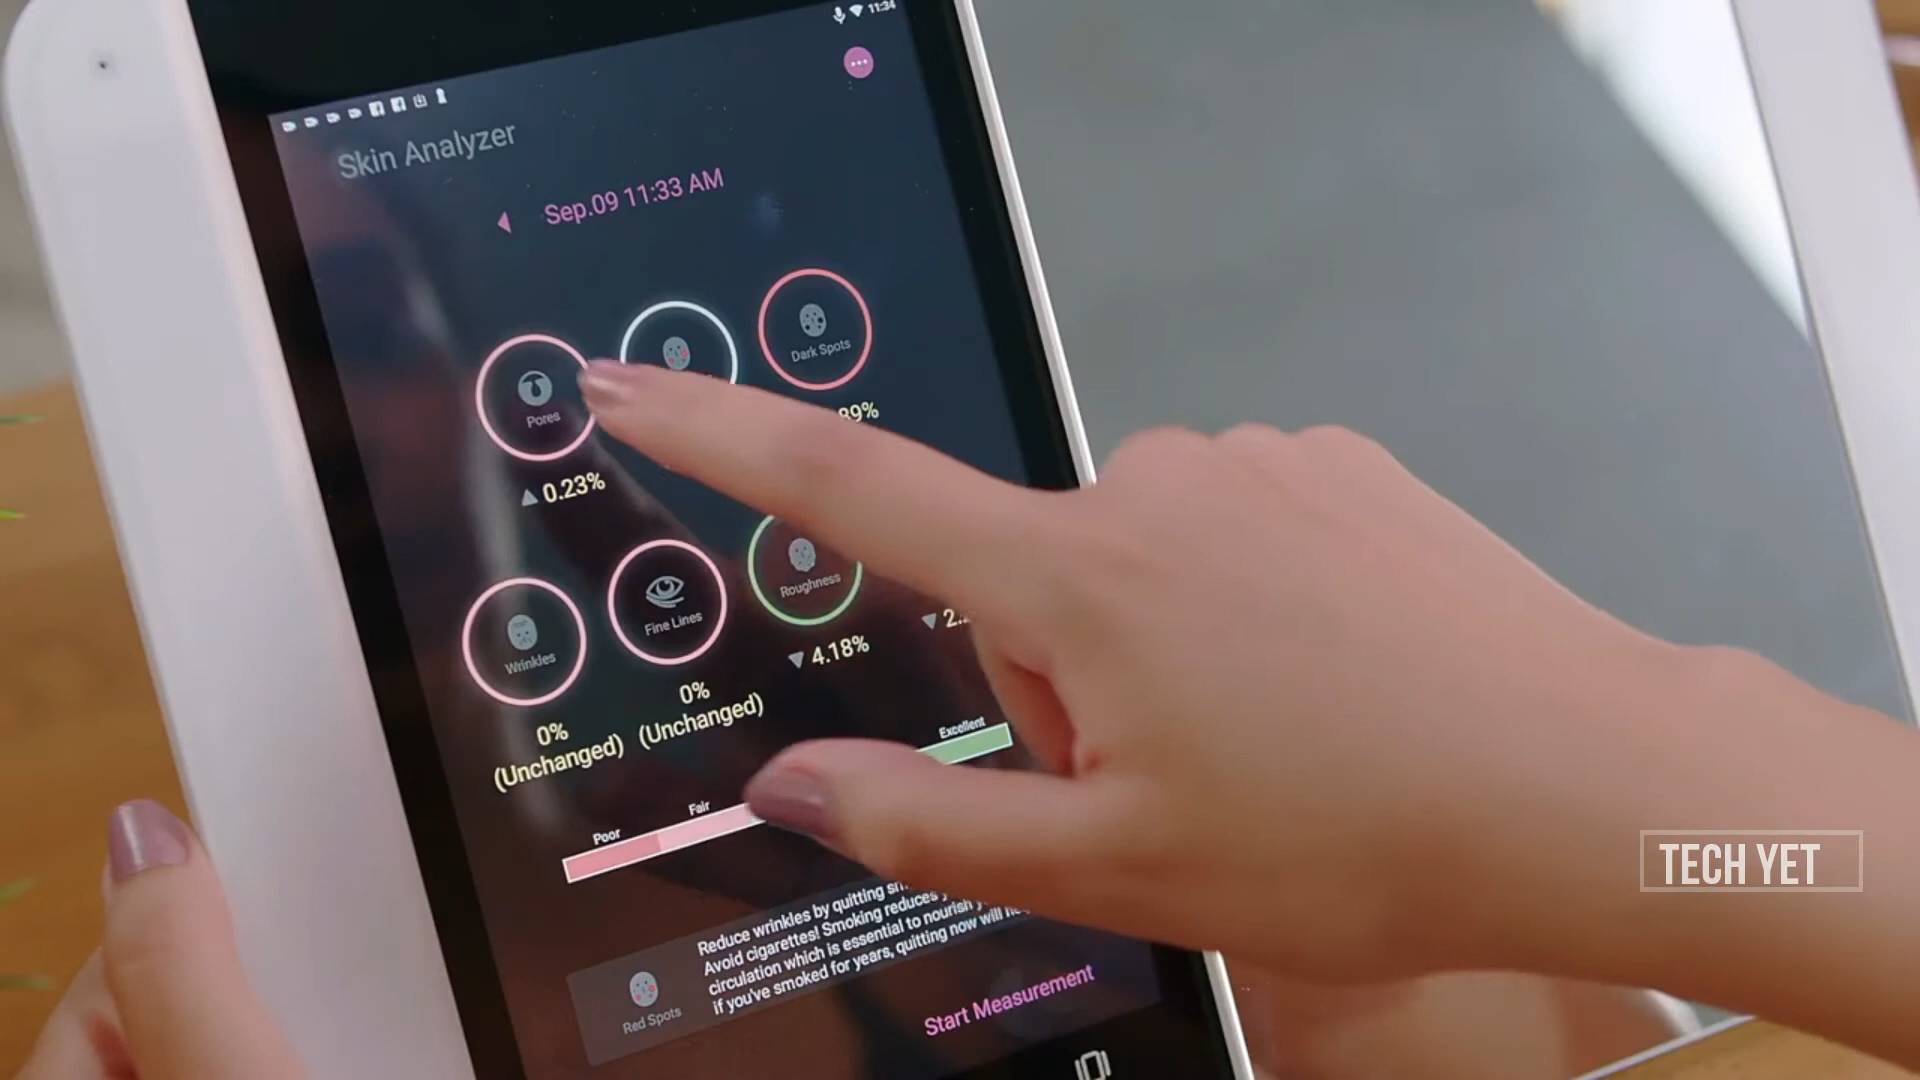 11:34
Skin Analyzer
Sep.09 11:33 AM
Pores
Dark Spots
0.23%
89%
Wrinkles
Fine Lines
Roughness
0%
(Unchanged)
0%
(Unchanged)
4.18%
2.
Poor
Fair
Excellent
Reduce wrinkles by quitting
Avoid cigarettes! Smoking reduces
circulation which is essential to nourish
if you've smoked for years, quitting now will
Red Spots
Start Measurement
TECH YET